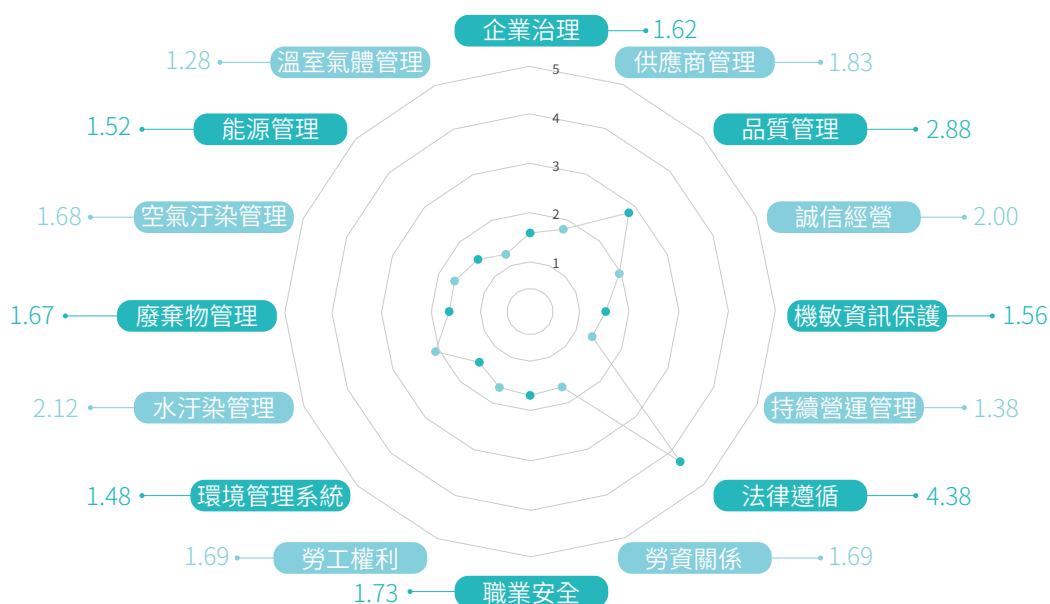 企業治理 1.62
供應商管理 1.83
品質管理 2.88
誠信經營 2.00
機敏資訊保護 1.56
持續營運管理 1.38
法律遵循 4.38
勞資關係 1.69
職業安全 1.73
勞工權利 1.69
環境管理系統 1.48
水汙染管理 2.12
廢棄物管理 1.67
空氣汙染管理 1.68
能源管理 1.52
溫室氣體管理 1.28
5
4
3
2
1